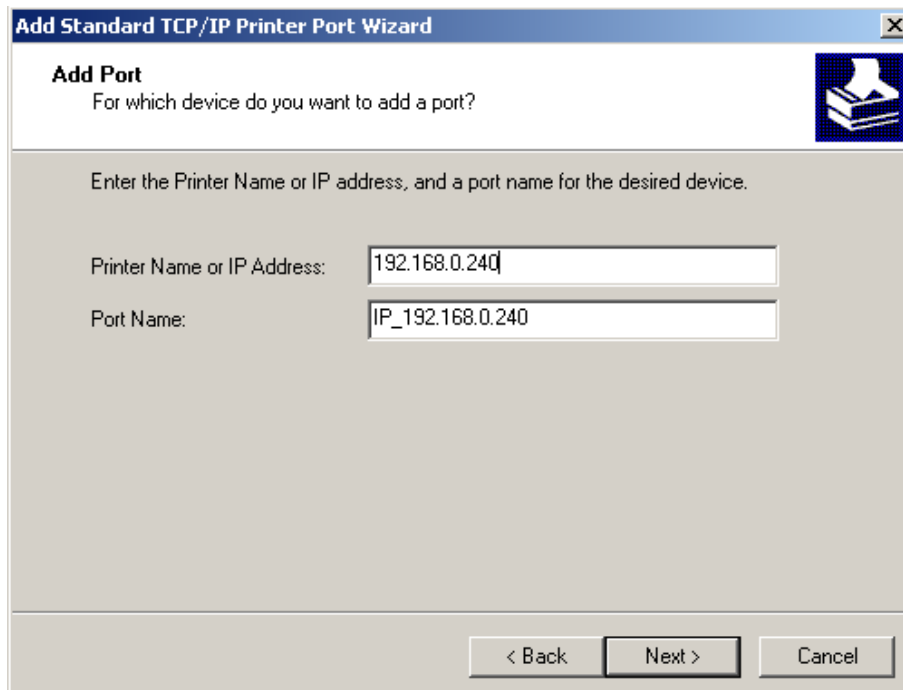 Add Standard TCP/IP Printer Port Wizard
Add Port
For which device do you want to add a port?
Enter the Printer Name or IP address, and a port name for the desired device.
Printer Name or IP Address: 192.168.0.240
Port Name: IP_192.168.0.240
< Back Next > Cancel